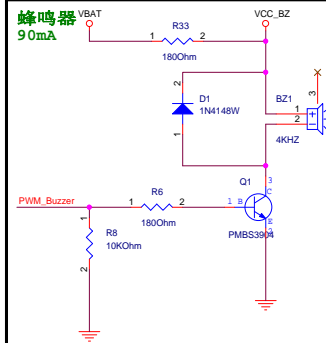 蜂鸣器
90mA
VBAT
VCC_BZ
R33
1
2
180Ohm
2
D1
1N4148W
1
BZ1
3
1
2
4KHZ
Q1
3
C
PWM_Buzzer
1
R6
2
180Ohm
1
B
E
2
PMBS3904
1
R8
10KOhm
2